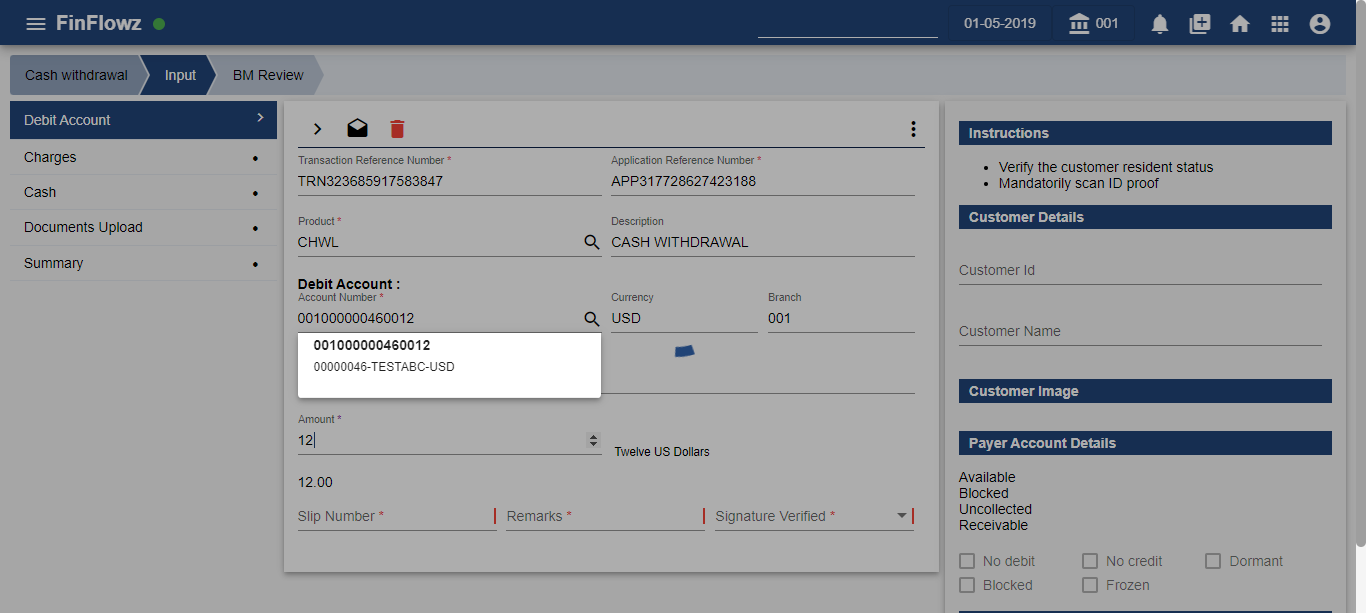 FinFlowz
01-05-2019
001
Cash withdrawal
Input
BM Review
Debit Account
Charges
Cash
Documents Upload
Summary
Transaction Reference Number *
TRN323685917583847
Application Reference Number *
APP317728627423188
Product *
CHWL
Description
CASH WITHDRAWAL
Debit Account :
Account Number *
001000000460012
Currency
USD
Branch
001
001000000460012
00000046-TESTABC-USD
Amount *
12
Twelve US Dollars
12.00
Slip Number *
Remarks *
Signature Verified *
Instructions
Verify the customer resident status
Mandatorily scan ID proof
Customer Details
Customer Id
Customer Name
Customer Image
Payer Account Details
Available
Blocked
Uncollected
Receivable
No debit
No credit
Dormant
Blocked
Frozen